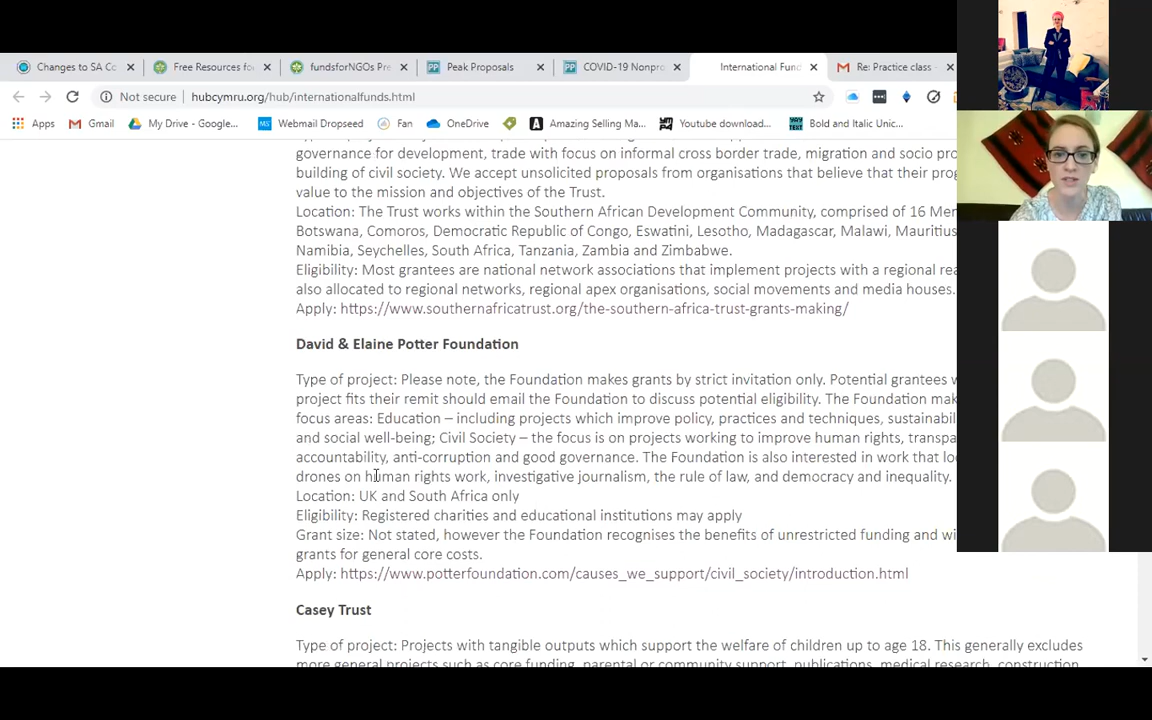 Changes to SA Co
Free Resources fo
fundsforNGOs Pre
Peak Proposals
COVID-19 Nonpro
International Fund
Re: Practice class
Not secure
hubcymru.org/hub/internationalfunds.html
Apps
Gmail
My Drive - Google...
Webmail Dropseed
Fan
OneDrive
Amazing Selling Ma...
Youtube download...
Bold and Italic Unic...
governance for development, trade with focus on informal cross border trade, migration and socio pro
building of civil society. We accept unsolicited proposals from organisations that believe that their prog
value to the mission and objectives of the Trust.
Location: The Trust works within the Southern African Development Community, comprised of 16 Mem
Botswana, Comoros, Democratic Republic of Congo, Eswatini, Lesotho, Madagascar, Malawi, Mauritius
Namibia, Seychelles, South Africa, Tanzania, Zambia and Zimbabwe.
Eligibility: Most grantees are national network associations that implement projects with a regional rea
also allocated to regional networks, regional apex organisations, social movements and media houses.
Apply: https://www.southernafricatrust.org/the-southern-africa-trust-grants-making/
David & Elaine Potter Foundation
Type of project: Please note, the Foundation makes grants by strict invitation only. Potential grantees w
project fits their remit should email the Foundation to discuss potential eligibility. The Foundation mak
focus areas: Education – including projects which improve policy, practices and techniques, sustainabil
and social well-being; Civil Society – the focus is on projects working to improve human rights, transpa
accountability, anti-corruption and good governance. The Foundation is also interested in work that loo
drones on human rights work, investigative journalism, the rule of law, and democracy and inequality.
Location: UK and South Africa only
Eligibility: Registered charities and educational institutions may apply
Grant size: Not stated, however the Foundation recognises the benefits of unrestricted funding and wi
grants for general core costs.
Apply: https://www.potterfoundation.com/causes_we_support/civil_society/introduction.html
Casey Trust
Type of project: Projects with tangible outputs which support the welfare of children up to age 18. This generally excludes
more general projects such as core funding, parental or community support, publications, medical research, construction